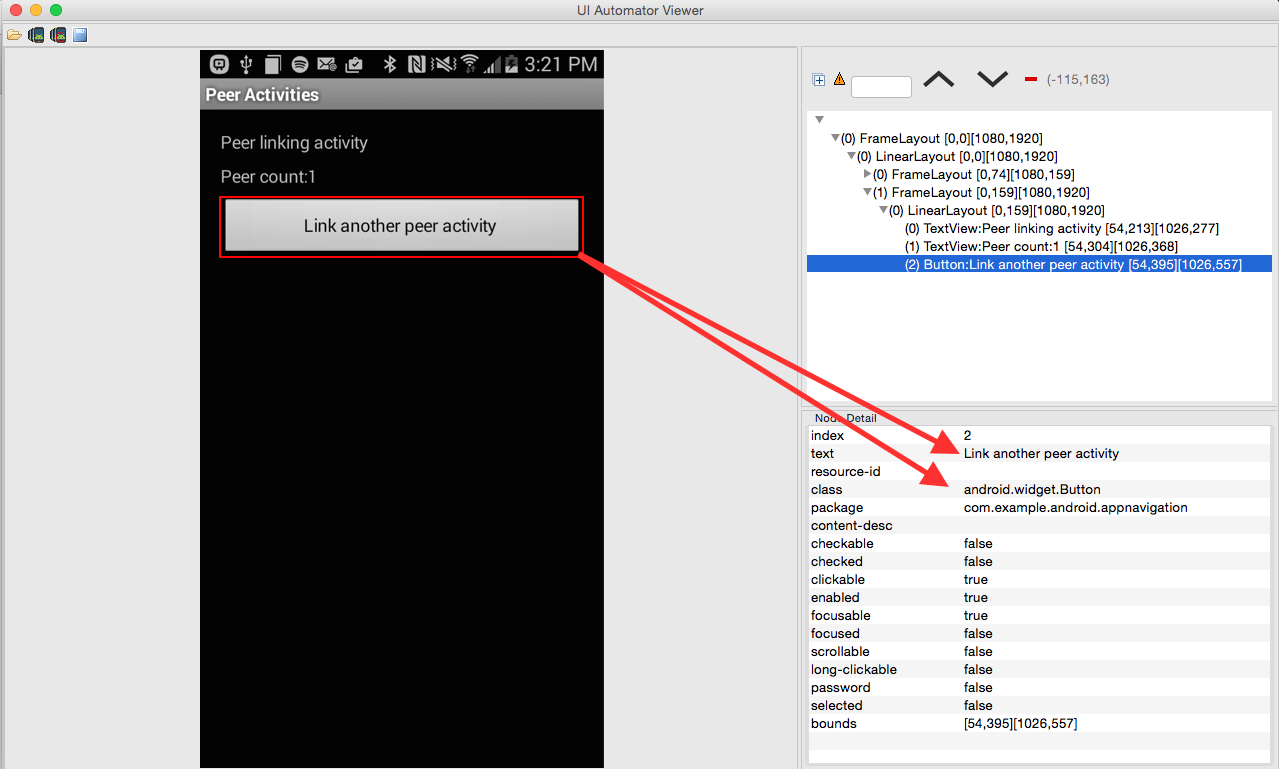 UI Automator Viewer
3:21 PM
Peer Activities
Peer linking activity
Peer count:1
Link another peer activity
(-115,163)
(0) FrameLayout [0,0][1080,1920]
(0) LinearLayout [0,0][1080,1920]
(0) FrameLayout [0,74][1080,159]
(1) FrameLayout [0,159][1080,1920]
(0) LinearLayout [0,159][1080,1920]
(0) TextView:Peer linking activity [54,213][1026,277]
(1) TextView:Peer count:1 [54,304][1026,368]
(2) Button:Link another peer activity [54,395][1026,557]
Node Detail
index 2
text Link another peer activity
resource-id
class android.widget.Button
package com.example.android.appnavigation
content-desc
checkable false
checked false
clickable true
enabled true
focusable true
focused false
scrollable false
long-clickable false
password false
selected false
bounds [54,395][1026,557]